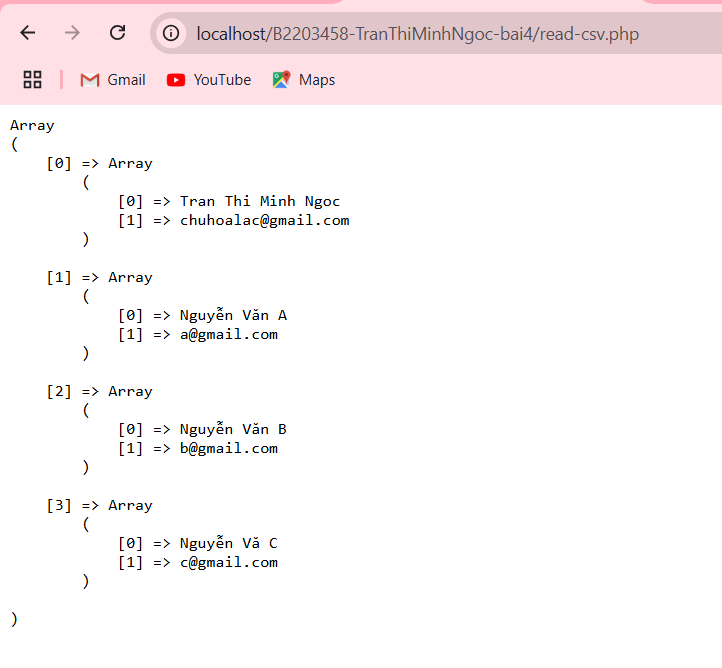 localhost/B2203458-TranThiMinhNgoc-bai4/read-csv.php
Gmail YouTube Maps
Array
(
    [0] => Array
        (
            [0] => Tran Thi Minh Ngoc
            [1] => chuhoalac@gmail.com
        )
    [1] => Array
        (
            [0] => Nguyễn Văn A
            [1] => a@gmail.com
        )
    [2] => Array
        (
            [0] => Nguyễn Văn B
            [1] => b@gmail.com
        )
    [3] => Array
        (
            [0] => Nguyễn Vă C
            [1] => c@gmail.com
        )
)